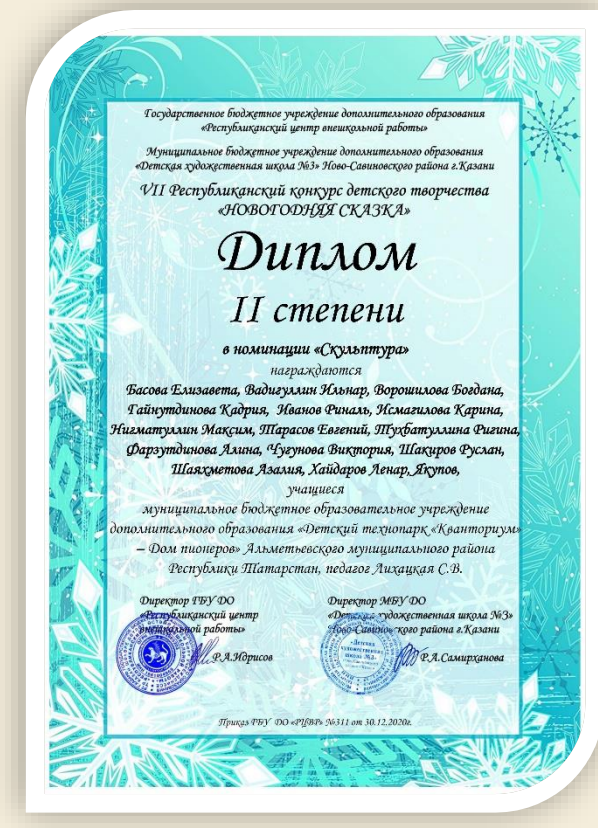 Государственное бюджетное учреждение дополнительного образования
«Республиканский центр внешкольной работы»
Муниципальное бюджетное учреждение дополнительного образования
«Детская художественная школа №3» Ново-Савиновского района г.Казани
VII Республиканский конкурс детского творчества
«НОВОГОДНЯЯ СКАЗКА»
Диплом
II степени
в номинации «Скульптура»
награждаются
Басова Елизавета, Вадигуллин Ильнар, Ворошилова Богдана,
Гайнутдинова Кадрия, Иванов Риналь, Исмагилова Карина,
Нигматуллин Максим, Тарасов Евгений, Тухбатуллина Ригина,
Фарзутдинова Алина, Чугунова Виктория, Шакиров Руслан,
Шаяхметова Азалия, Хайдаров Ленар, Якупов,
учащиеся
муниципальное бюджетное образовательное учреждение
дополнительного образования «Детский технопарк «Кванториум»
– Дом пионеров» Альметьевского муниципального района
Республики Татарстан, педагог Лихацкая С.В.
Директор ГБУ ДО
«Республиканский центр
внешкольной работы»
Р.А.Идрисов
Директор МБУ ДО
«Детская художественная школа №3»
Ново-Савиновского района г.Казани
«Детская
художественная
школа №3»
Р.А.Самирханова
Приказ ГБУ ДО «РЦВР» №311 от 30.12.2020г.